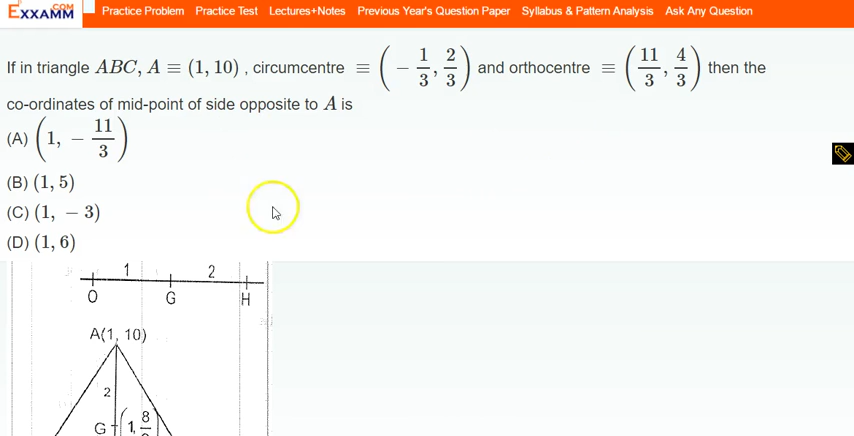 EXXAMM .COM Practice Problem Practice Test Lectures+Notes Previous Year's Question Paper Syllabus & Pattern Analysis Ask Any Question
If in triangle ABC, A ≡ (1, 10) , circumcentre ≡ (− 1/3, 2/3) and orthocentre ≡ (11/3, 4/3) then the
co-ordinates of mid-point of side opposite to A is
(A) (1, − 11/3)
(B) (1, 5)
(C) (1, − 3)
(D) (1, 6)
1 2
O G H
A(1, 10)
2
G (1, 8